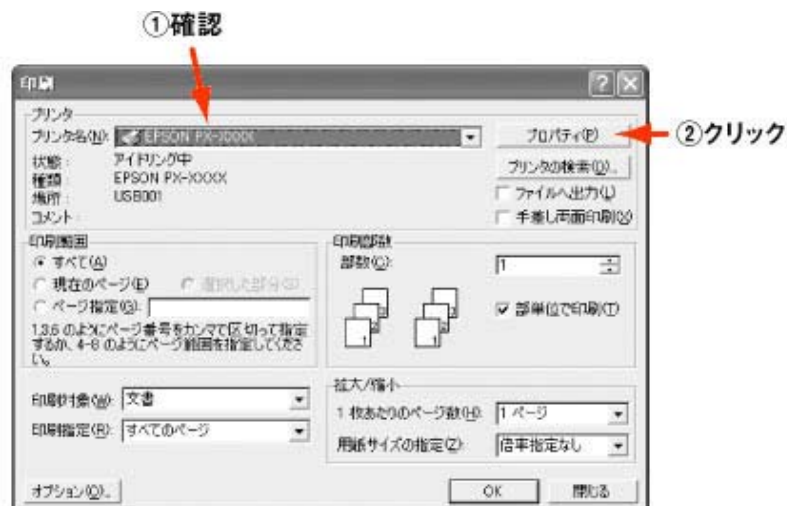 ①確認
印刷
プリンタ
プリンタ名(N): EPSON PX-XXXX
プロパティ(P)
②クリック
状態: アイドリング中
プリンタの検索(D)...
種類: EPSON PX-XXXX
場所: USB001
ファイルへ出力(L)
コメント:
手差し両面印刷(X)
印刷範囲
すべて(A)
現在のページ(E) 選択した部分(S)
ページ指定(G):
1,3,6 のようにページ番号をカンマで区切って指定
するか、4-8 のようにページ範囲を指定してくださ
い。
印刷部数
部数(C): 1
部単位で印刷(T)
印刷対象(W): 文書
印刷指定(R): すべてのページ
拡大/縮小
1 枚あたりのページ数(H): 1 ページ
用紙サイズの指定(Z): 倍率指定なし
オプション(O)...
OK
閉じる